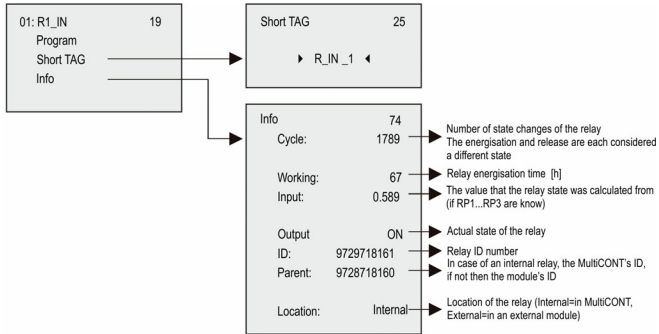 01: R1_IN 19
Program
Short TAG
Info
Short TAG 25
R_IN _1
Info 74
Cycle: 1789
Number of state changes of the relay
The energisation and release are each considered
a different state
Working: 67
Relay energisation time [h]
Input: 0.589
The value that the relay state was calculated from
(if RP1...RP3 are know)
Output ON
Actual state of the relay
ID: 9729718161
Relay ID number
Parent: 9728718160
In case of an internal relay, the MultiCONT's ID,
if not then the module's ID
Location: Internal
Location of the relay (Internal=in MultiCONT,
External=in an external module)